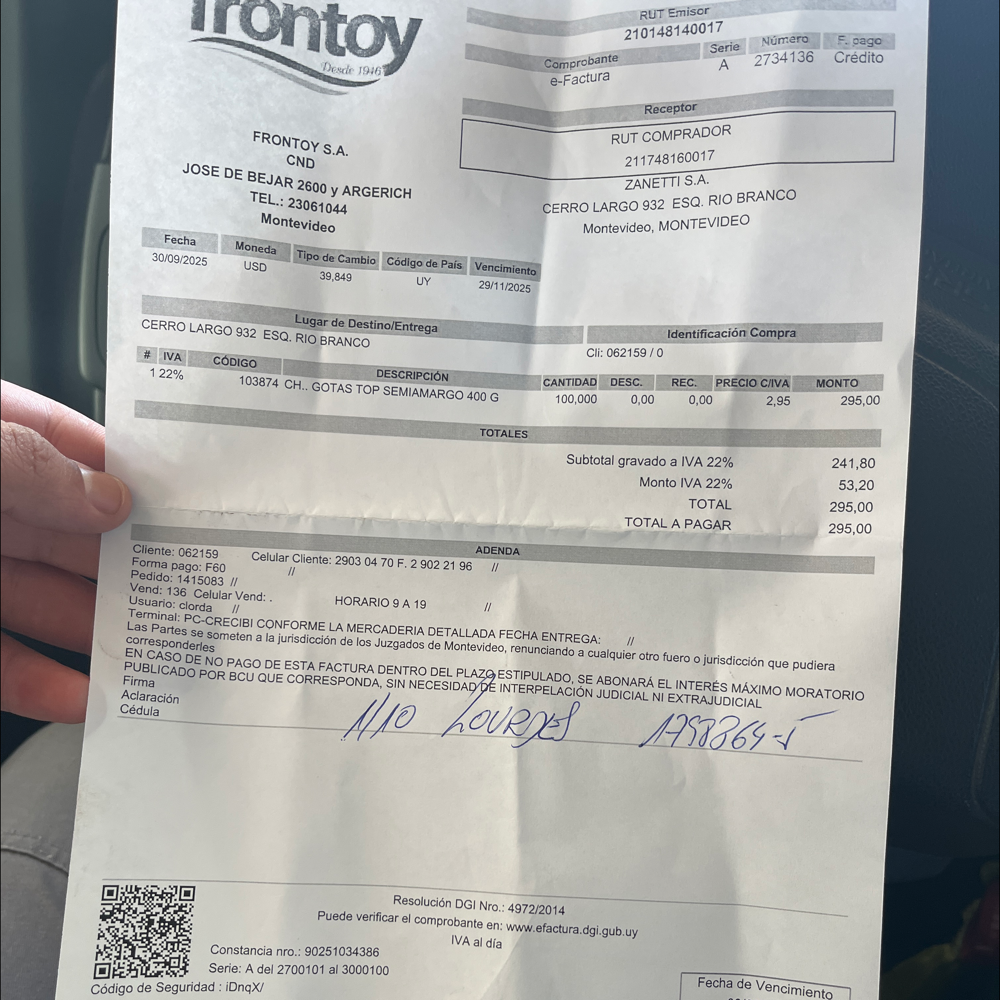 frontoy
Desde 1946
RUT Emisor
210148140017
Comprobante Serie Número F. pago
e-Factura A 2734136 Crédito
Receptor
RUT COMPRADOR
211748160017
FRONTOY S.A.
CND
JOSE DE BEJAR 2600 y ARGERICH
TEL.: 23061044
Montevideo
ZANETTI S.A.
CERRO LARGO 932 ESQ. RIO BRANCO
Montevideo, MONTEVIDEO
Fecha Moneda Tipo de Cambio Código de País Vencimiento
30/09/2025 USD 39,849 UY 29/11/2025
Lugar de Destino/Entrega
CERRO LARGO 932 ESQ. RIO BRANCO
Identificación Compra
Cli: 062159 / 0
# IVA CÓDIGO DESCRIPCIÓN CANTIDAD DESC. REC. PRECIO C/IVA MONTO
1 22% 103874 CH.. GOTAS TOP SEMIAMARGO 400 G 100,000 0,00 0,00 2,95 295,00
TOTALES
Subtotal gravado a IVA 22% 241,80
Monto IVA 22% 53,20
TOTAL 295,00
TOTAL A PAGAR 295,00
ADENDA
Cliente: 062159 Celular Cliente: 2903 04 70 F. 2 902 21 96 //
Forma pago: F60 //
Pedido: 1415083 //
Vend: 136 Celular Vend: . HORARIO 9 A 19 //
Usuario: clorda //
Terminal: PC-CRECIBI CONFORME LA MERCADERIA DETALLADA FECHA ENTREGA: //
Las Partes se someten a la jurisdicción de los Juzgados de Montevideo, renunciando a cualquier otro fuero o jurisdicción que pudiera
corresponderles
EN CASO DE NO PAGO DE ESTA FACTURA DENTRO DEL PLAZO ESTIPULADO, SE ABONARÁ EL INTERÉS MÁXIMO MORATORIO
PUBLICADO POR BCU QUE CORRESPONDA, SIN NECESIDAD DE INTERPELACIÓN JUDICIAL NI EXTRAJUDICIAL
Firma
Aclaración
Cédula
1/10 LOURDES 1798364-5
Resolución DGI Nro.: 4972/2014
Puede verificar el comprobante en: www.efactura.dgi.gub.uy
IVA al día
Constancia nro.: 90251034386
Serie: A del 2700101 al 3000100
Código de Seguridad : iDnqX/
Fecha de Vencimiento